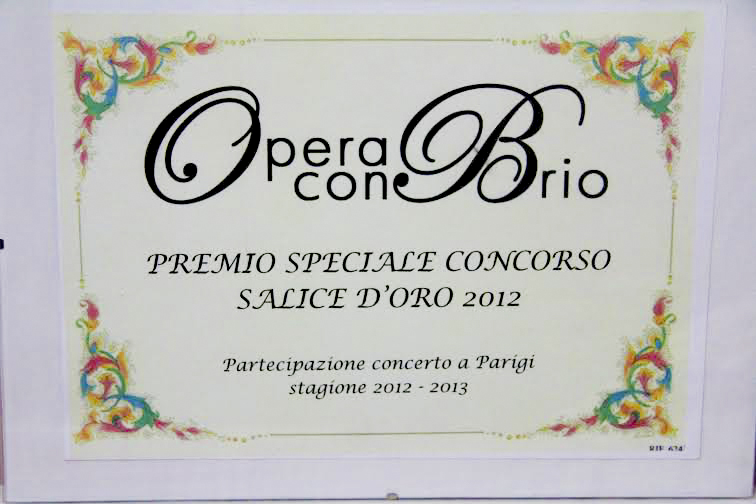 Opera
con Brio
PREMIO SPECIALE CONCORSO
SALICE D'ORO 2012
Partecipazione concerto a Parigi
stagione 2012 - 2013